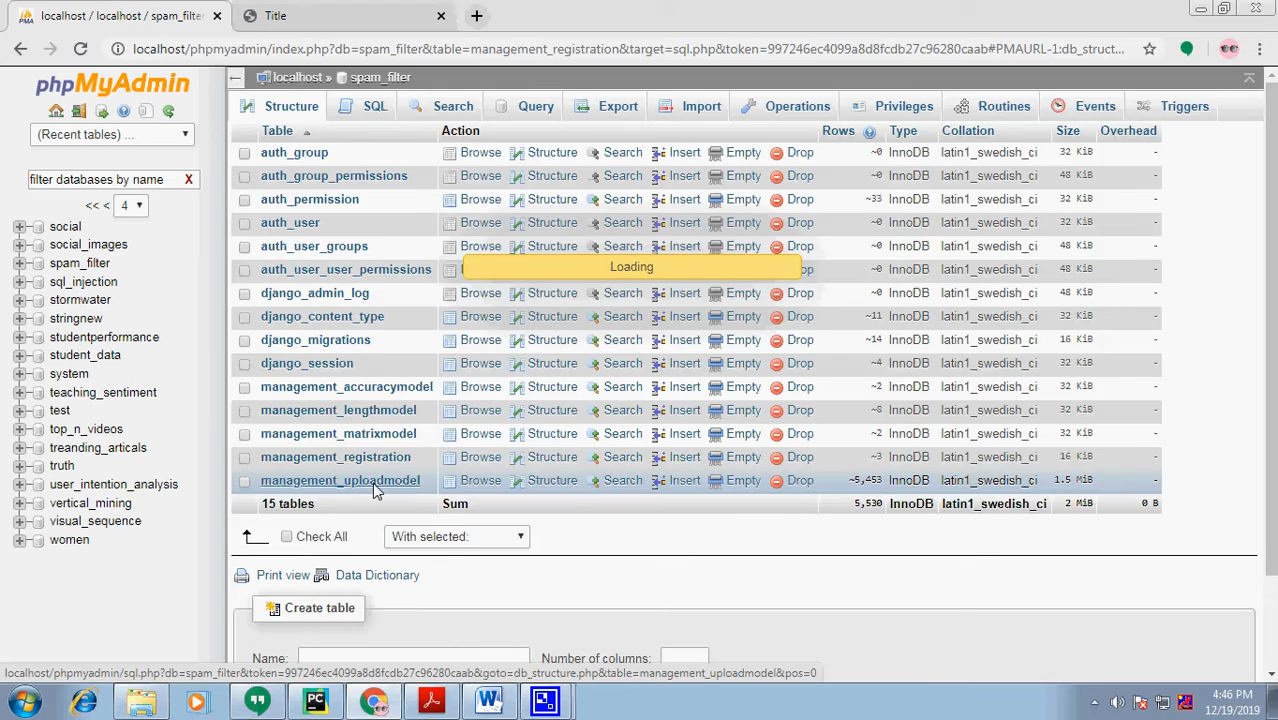 localhost / localhost / spam_filte
Title
localhost/phpmyadmin/index.php?db=spam_filter&table=management_registration&target=sql.php&token=997246ec4099a8d8fcdb27c96280caab#PMAURL-1:db_struct...
phpMyAdmin
localhost » spam_filter
Structure SQL Search Query Export Import Operations Privileges Routines Events Triggers
(Recent tables) ...
filter databases by name X
<< < 4
social
social_images
spam_filter
sql_injection
stormwater
stringnew
studentperformance
student_data
system
teaching_sentiment
test
top_n_videos
treanding_articals
truth
user_intention_analysis
vertical_mining
visual_sequence
women
Table Action Rows Type Collation Size Overhead
auth_group Browse Structure Search Insert Empty Drop ~0 InnoDB latin1_swedish_ci 32 KiB -
auth_group_permissions Browse Structure Search Insert Empty Drop ~0 InnoDB latin1_swedish_ci 48 KiB -
auth_permission Browse Structure Search Insert Empty Drop ~33 InnoDB latin1_swedish_ci 32 KiB -
auth_user Browse Structure Search Insert Empty Drop ~0 InnoDB latin1_swedish_ci 32 KiB -
auth_user_groups Browse Structure Search Insert Empty Drop ~0 InnoDB latin1_swedish_ci 48 KiB -
auth_user_user_permissions Loading ~0 InnoDB latin1_swedish_ci 48 KiB -
django_admin_log Browse Structure Search Insert Empty Drop ~0 InnoDB latin1_swedish_ci 48 KiB -
django_content_type Browse Structure Search Insert Empty Drop ~11 InnoDB latin1_swedish_ci 32 KiB -
django_migrations Browse Structure Search Insert Empty Drop ~14 InnoDB latin1_swedish_ci 16 KiB -
django_session Browse Structure Search Insert Empty Drop ~4 InnoDB latin1_swedish_ci 32 KiB -
management_accuracymodel Browse Structure Search Insert Empty Drop ~2 InnoDB latin1_swedish_ci 32 KiB -
management_lengthmodel Browse Structure Search Insert Empty Drop ~8 InnoDB latin1_swedish_ci 32 KiB -
management_matrixmodel Browse Structure Search Insert Empty Drop ~2 InnoDB latin1_swedish_ci 32 KiB -
management_registration Browse Structure Search Insert Empty Drop ~3 InnoDB latin1_swedish_ci 16 KiB -
management_uploadmodel Browse Structure Search Insert Empty Drop ~5,453 InnoDB latin1_swedish_ci 1.5 MiB -
15 tables Sum 5,530 InnoDB latin1_swedish_ci 2 MiB 0 B
Check All With selected:
Print view Data Dictionary
Create table
Name: Number of columns:
localhost/phpmyadmin/sql.php?db=spam_filter&token=997246ec4099a8d8fcdb27c96280caab&goto=db_structure.php&table=management_uploadmodel&pos=0
4:46 PM
12/19/2019